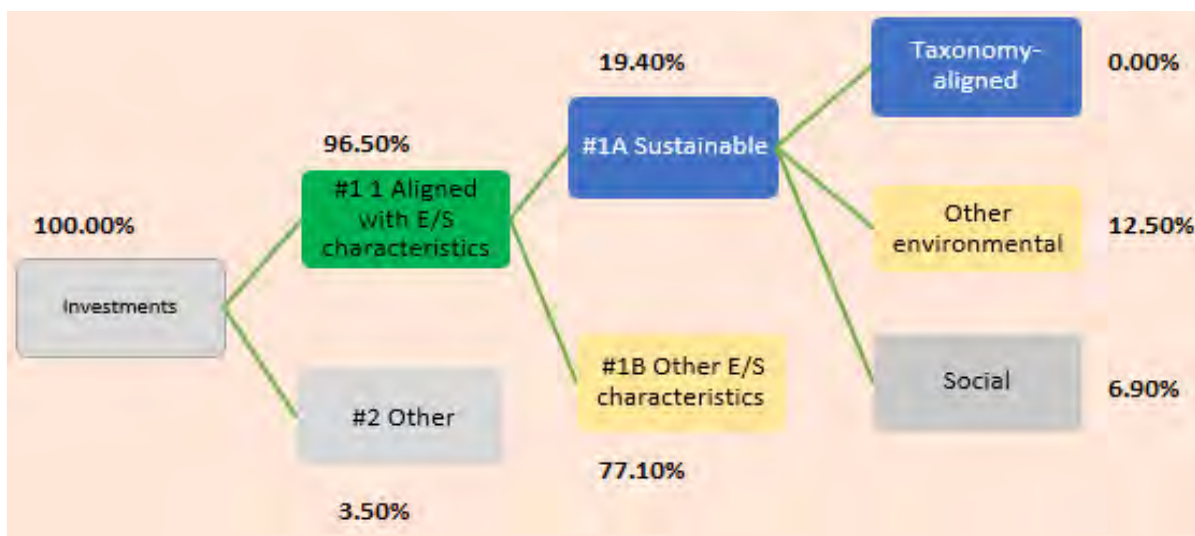 100.00%
Investments
96.50%
#1 1 Aligned
with E/S
characteristics
#2 Other
3.50%
19.40%
#1A Sustainable
#1B Other E/S
characteristics
77.10%
Taxonomy-
aligned
0.00%
Other
environmental
12.50%
Social
6.90%